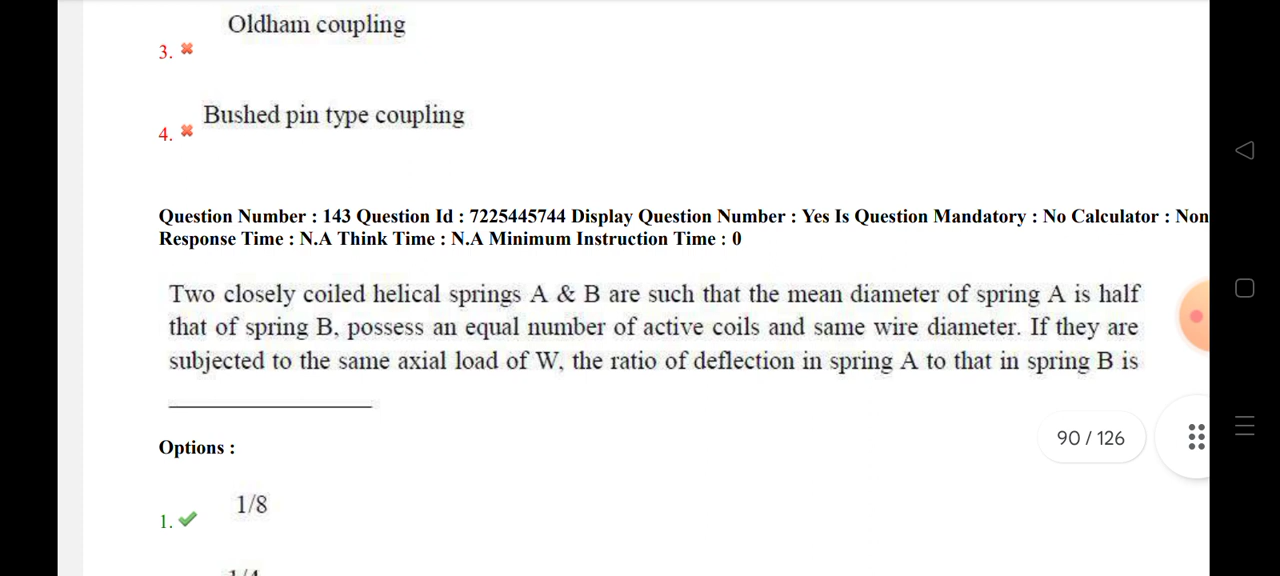 Oldham coupling
3.
Bushed pin type coupling
4.
Question Number : 143 Question Id : 7225445744 Display Question Number : Yes Is Question Mandatory : No Calculator : Non
Response Time : N.A Think Time : N.A Minimum Instruction Time : 0
Two closely coiled helical springs A & B are such that the mean diameter of spring A is half
that of spring B, possess an equal number of active coils and same wire diameter. If they are
subjected to the same axial load of W, the ratio of deflection in spring A to that in spring B is
90 / 126
Options :
1/8
1.